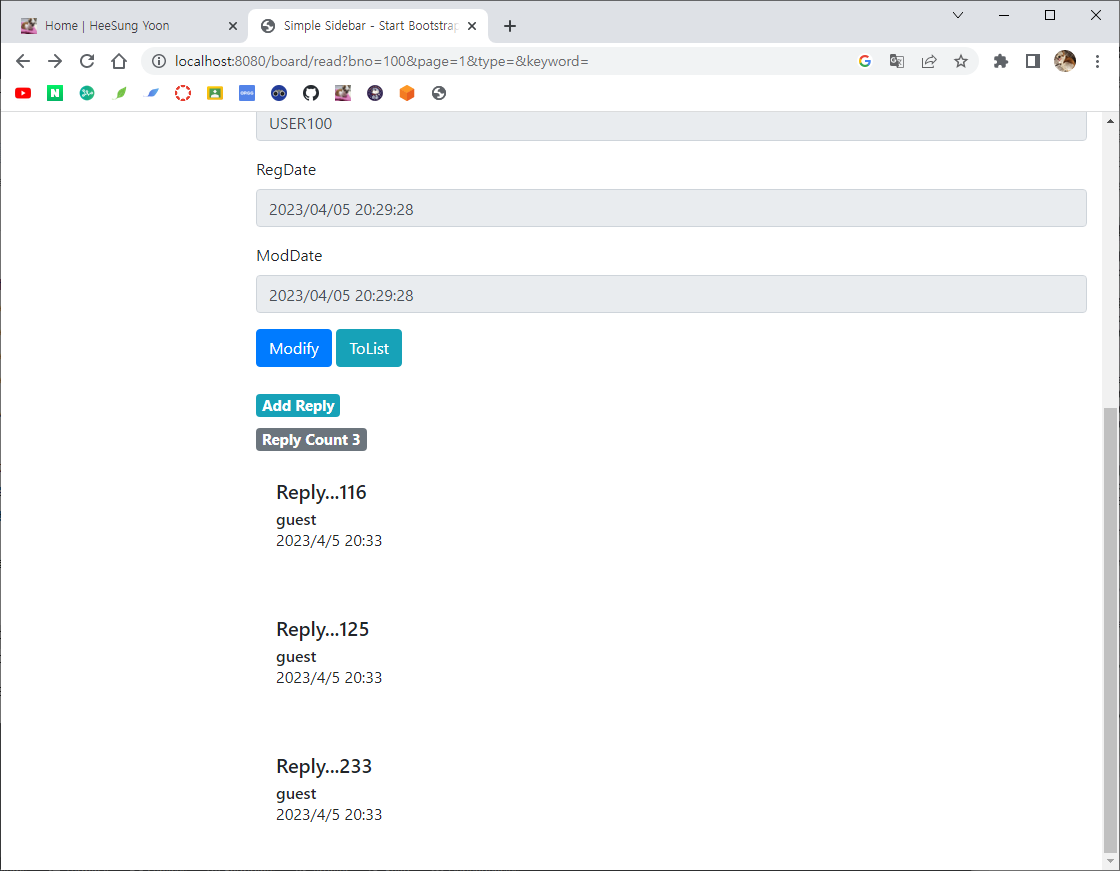 Home | HeeSung Yoon
Simple Sidebar - Start Bootstrap
localhost:8080/board/read?bno=100&page=1&type=&keyword=
USER100
RegDate
2023/04/05 20:29:28
ModDate
2023/04/05 20:29:28
Modify ToList
Add Reply
Reply Count 3
Reply...116
guest
2023/4/5 20:33
Reply...125
guest
2023/4/5 20:33
Reply...233
guest
2023/4/5 20:33